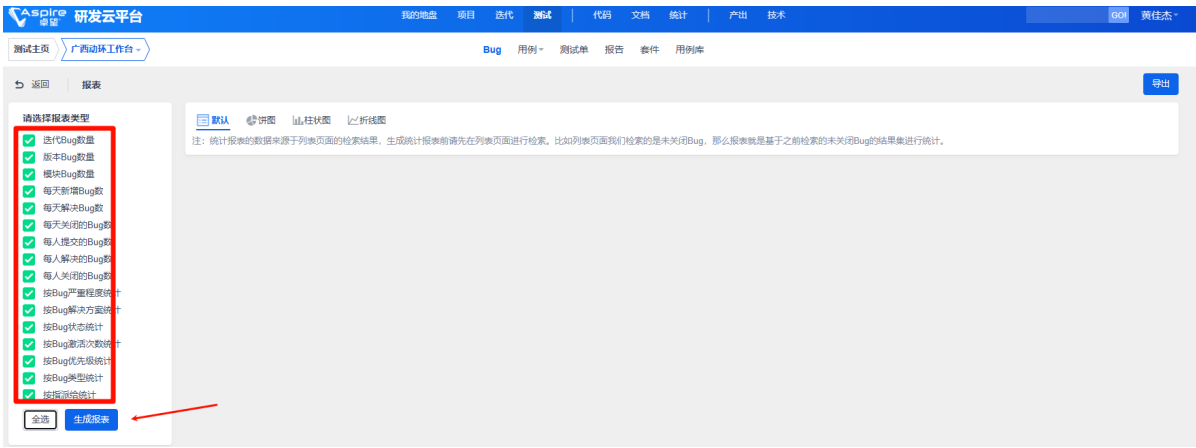 Aspire 卓望 研发云平台 我的地盘 项目 迭代 测试 代码 文档 统计 产出 技术 GO! 黄佳杰
测试主页 广西动环工作台 Bug 用例 测试单 报告 套件 用例库
返回 报表 导出
请选择报表类型
默认 饼图 柱状图 折线图
注：统计报表的数据来源于列表页面的检索结果，生成统计报表前请先在列表页面进行检索。比如列表页面我们检索的是未关闭Bug，那么报表就是基于之前检索的未关闭Bug的结果集进行统计。
迭代Bug数量
版本Bug数量
模块Bug数量
每天新增Bug数
每天解决Bug数
每天关闭的Bug数
每人提交的Bug数
每人解决的Bug数
每人关闭的Bug数
按Bug严重程度统计
按Bug解决方案统计
按Bug状态统计
按Bug激活次数统计
按Bug优先级统计
按Bug类型统计
按指派给统计
全选 生成报表